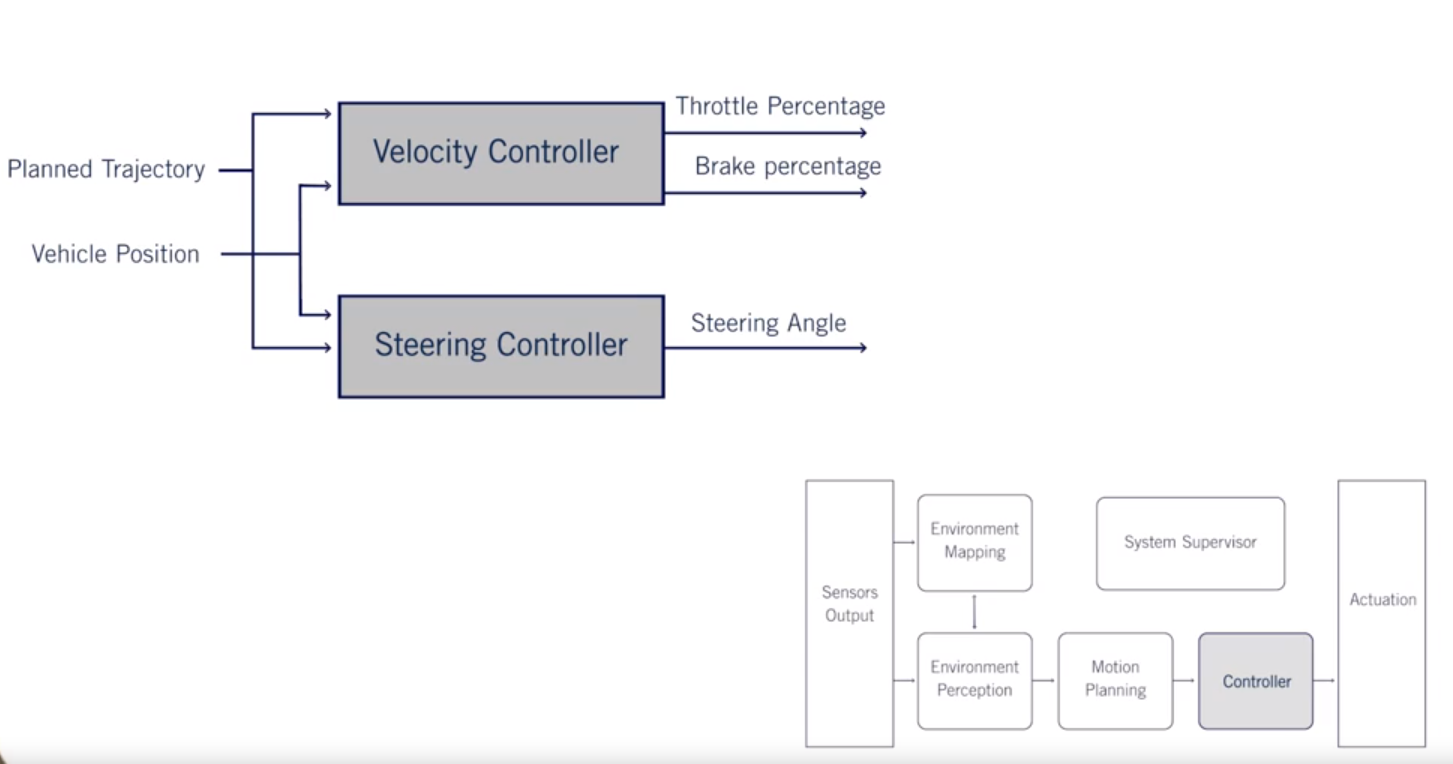 Throttle Percentage
Velocity Controller
Planned Trajectory
Brake percentage
Vehicle Position
Steering Controller
Steering Angle
Sensors
Output
Environment
Mapping
System Supervisor
Actuation
Environment
Perception
Motion
Planning
Controller